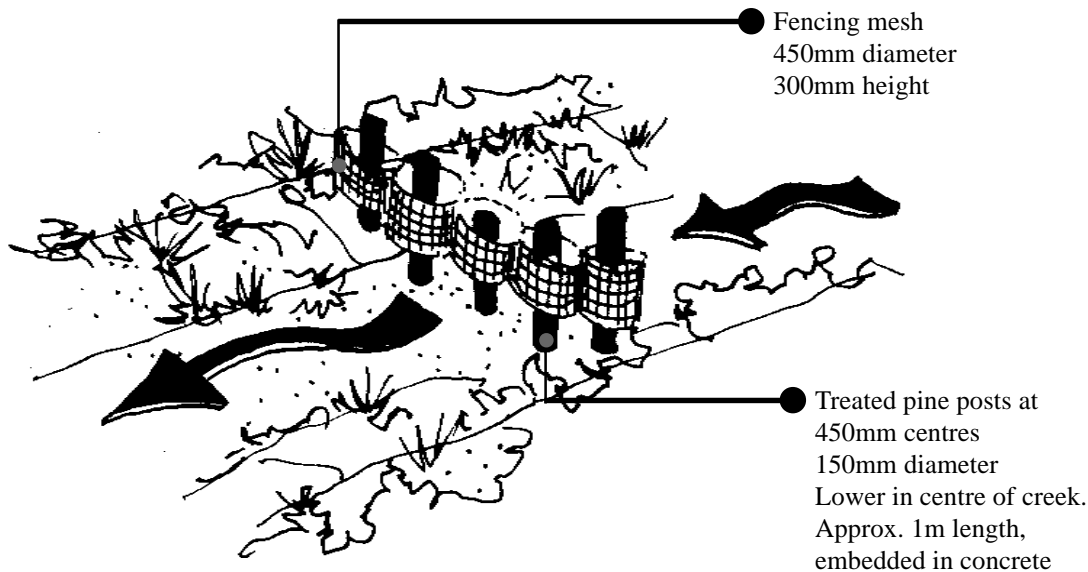 Fencing mesh
450mm diameter
300mm height
Treated pine posts at
450mm centres
150mm diameter
Lower in centre of creek.
Approx. 1m length,
embedded in concrete